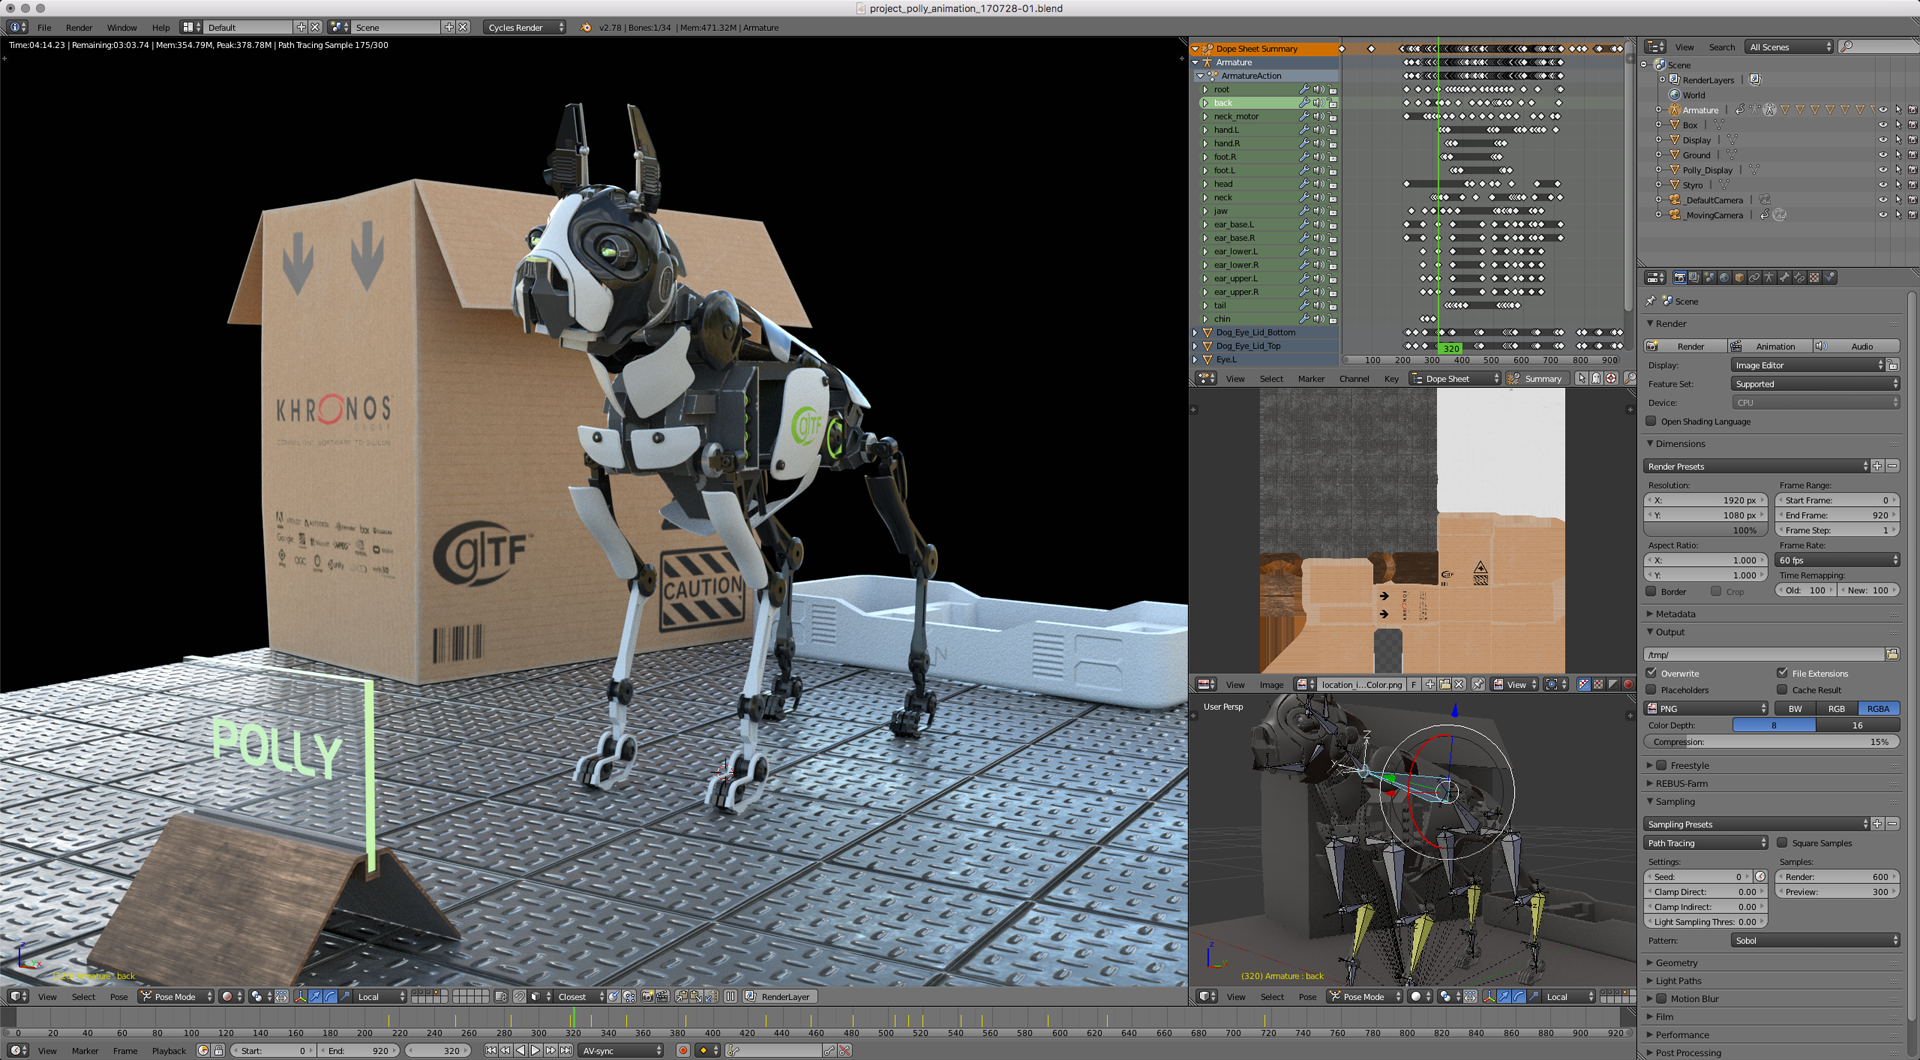 project_polly_animation_170728-01.blend
File Render Window Help Default Scene Cycles Render v2.78 | Bones:1/34 | Mem:471.32M | Armature
Time:04:14.23 | Remaining:03:03.74 | Mem:354.79M, Peak:378.78M | Path Tracing Sample 175/300
KHRONOS
GROUP
CONNECTING SOFTWARE TO SILICON
glTF
CAUTION
glTF
POLLY
(320) Armature : back
View Select Pose Pose Mode Local Closest RenderLayer
Dope Sheet Summary
Armature
ArmatureAction
root
back
neck_motor
hand.L
hand.R
foot.R
foot.L
head
neck
jaw
ear_base.L
ear_base.R
ear_lower.L
ear_lower.R
ear_upper.L
ear_upper.R
tail
chin
Dog_Eye_Lid_Bottom
Dog_Eye_Lid_Top
Eye.L
320
100 200 300 400 500 600 700 800 900
View Select Marker Channel Key Dope Sheet Summary
View Image location_i...Color.png F View
User Persp
(320) Armature : back
View Select Pose Pose Mode Local
View Search All Scenes
Scene
RenderLayers |
World
Armature |
Box |
Display |
Ground |
Polly_Display |
Styro |
_DefaultCamera |
_MovingCamera |
Scene
Render
Render Animation Audio
Display: Image Editor
Feature Set: Supported
Device: CPU
Open Shading Language
Dimensions
Render Presets
Resolution: Frame Range:
X: 1920 px Start Frame: 0
Y: 1080 px End Frame: 920
100% Frame Step: 1
Aspect Ratio: Frame Rate:
X: 1.000 60 fps
Y: 1.000 Time Remapping:
Border Crop Old: 100 New: 100
Metadata
Output
/tmp/
Overwrite File Extensions
Placeholders Cache Result
PNG BW RGB RGBA
Color Depth: 8 16
Compression: 15%
Freestyle
REBUS-Farm
Sampling
Sampling Presets
Path Tracing Square Samples
Settings: Samples:
Seed: 0 Render: 600
Clamp Direct: 0.00 Preview: 300
Clamp Indirect: 0.00
Light Sampling Thres: 0.00
Pattern: Sobol
Geometry
Light Paths
Motion Blur
Film
Performance
Post Processing
0 20 40 60 80 100 120 140 160 180 200 220 240 260 280 300 320 340 360 380 400 420 440 460 480 500 520 540 560 580 600 620 640 660 680 700 720 740 760 780 800 820 840 860 880 900 920
View Marker Frame Playback Start: 0 End: 920 320 AV-sync